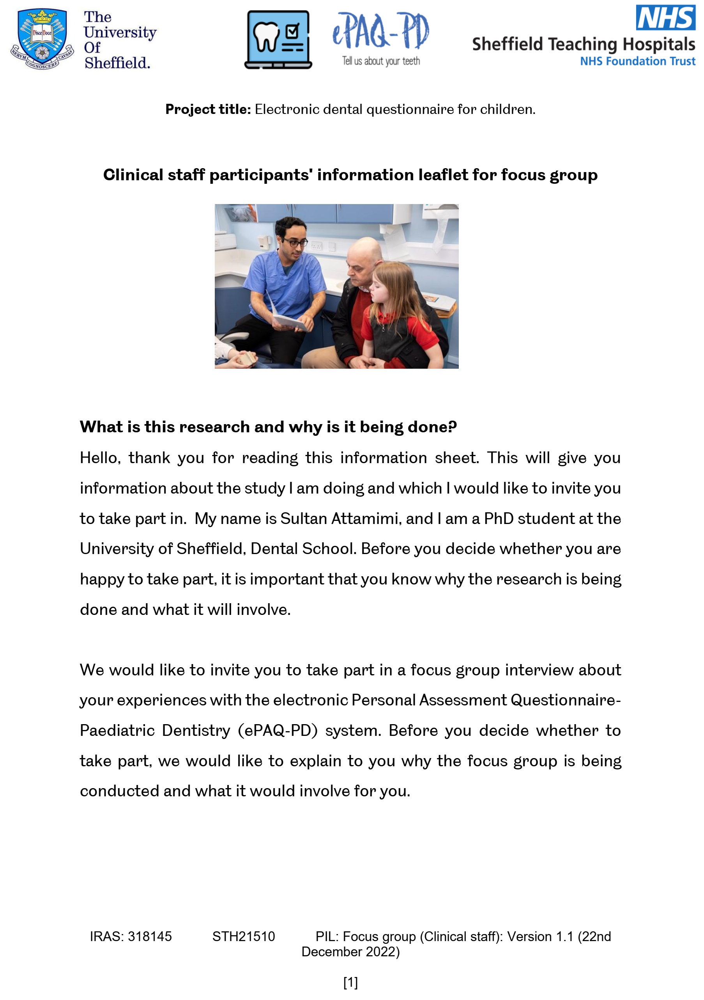 The
University
Of
Sheffield.
Disce Doce
RERVM COGNOSCERE CAVSAS
ePAQ-PD
Tell us about your teeth
NHS
Sheffield Teaching Hospitals
NHS Foundation Trust
Project title: Electronic dental questionnaire for children.
Clinical staff participants' information leaflet for focus group
What is this research and why is it being done?
Hello, thank you for reading this information sheet. This will give you
information about the study I am doing and which I would like to invite you
to take part in.  My name is Sultan Attamimi, and I am a PhD student at the
University of Sheffield, Dental School. Before you decide whether you are
happy to take part, it is important that you know why the research is being
done and what it will involve.
We would like to invite you to take part in a focus group interview about
your experiences with the electronic Personal Assessment Questionnaire-
Paediatric Dentistry (ePAQ-PD) system. Before you decide whether to
take part, we would like to explain to you why the focus group is being
conducted and what it would involve for you.
IRAS: 318145 STH21510 PIL: Focus group (Clinical staff): Version 1.1 (22nd
December 2022)
[1]